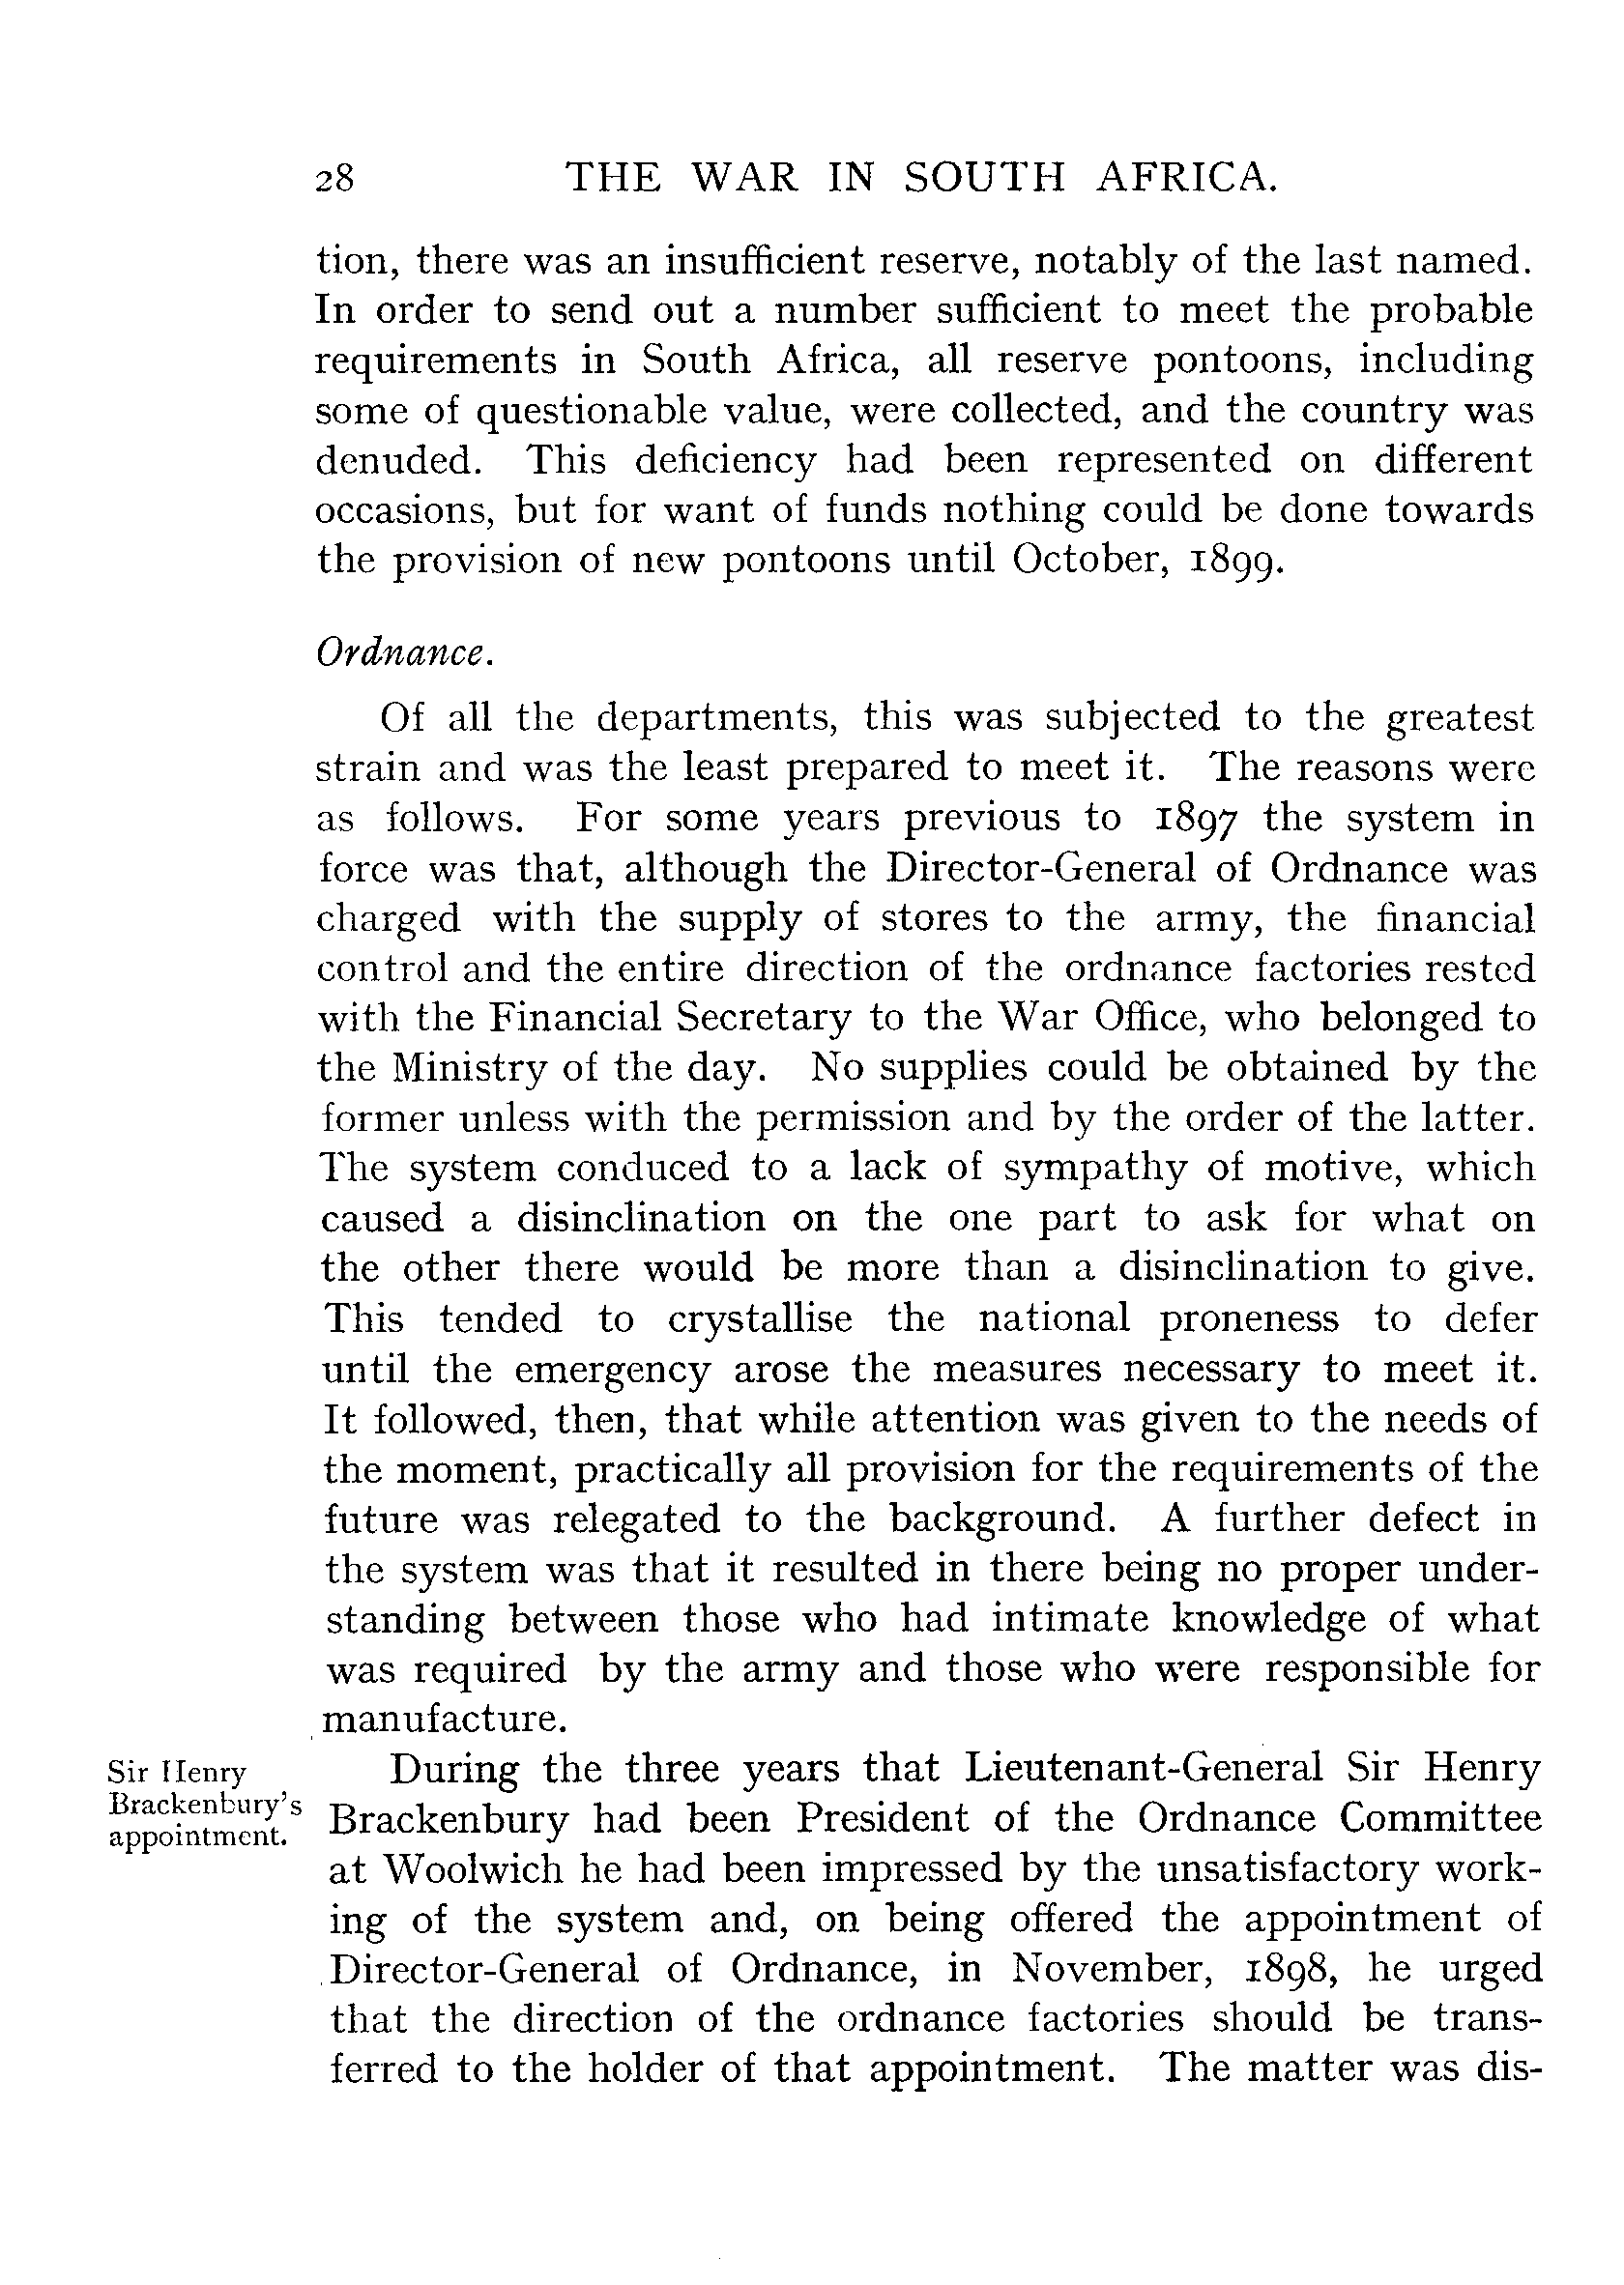 28 THE WAR IN SOUTH AFRICA.
tion, there was an insufficient reserve, notably of the last named.
In order to send out a number sufficient to meet the probable
requirements in South Africa, all reserve pontoons, including
some of questionable value, were collected, and the country was
denuded. This deficiency had been represented on different
occasions, but for want of funds nothing could be done towards
the provision of new pontoons until October, 1899.
Ordnance.
Of all the departments, this was subjected to the greatest
strain and was the least prepared to meet it. The reasons were
as follows. For some years previous to 1897 the system in
force was that, although the Director-General of Ordnance was
charged with the supply of stores to the army, the financial
control and the entire direction of the ordnance factories rested
with the Financial Secretary to the War Office, who belonged to
the Ministry of the day. No supplies could be obtained by the
former unless with the permission and by the order of the latter.
The system conduced to a lack of sympathy of motive, which
caused a disinclination on the one part to ask for what on
the other there would be more than a disinclination to give.
This tended to crystallise the national proneness to defer
until the emergency arose the measures necessary to meet it.
It followed, then, that while attention was given to the needs of
the moment, practically all provision for the requirements of the
future was relegated to the background. A further defect in
the system was that it resulted in there being no proper under-
standing between those who had intimate knowledge of what
was required by the army and those who were responsible for
manufacture.
Sir Henry
Brackenbury's
appointment.
During the three years that Lieutenant-General Sir Henry
Brackenbury had been President of the Ordnance Committee
at Woolwich he had been impressed by the unsatisfactory work-
ing of the system and, on being offered the appointment of
Director-General of Ordnance, in November, 1898, he urged
that the direction of the ordnance factories should be trans-
ferred to the holder of that appointment. The matter was dis-